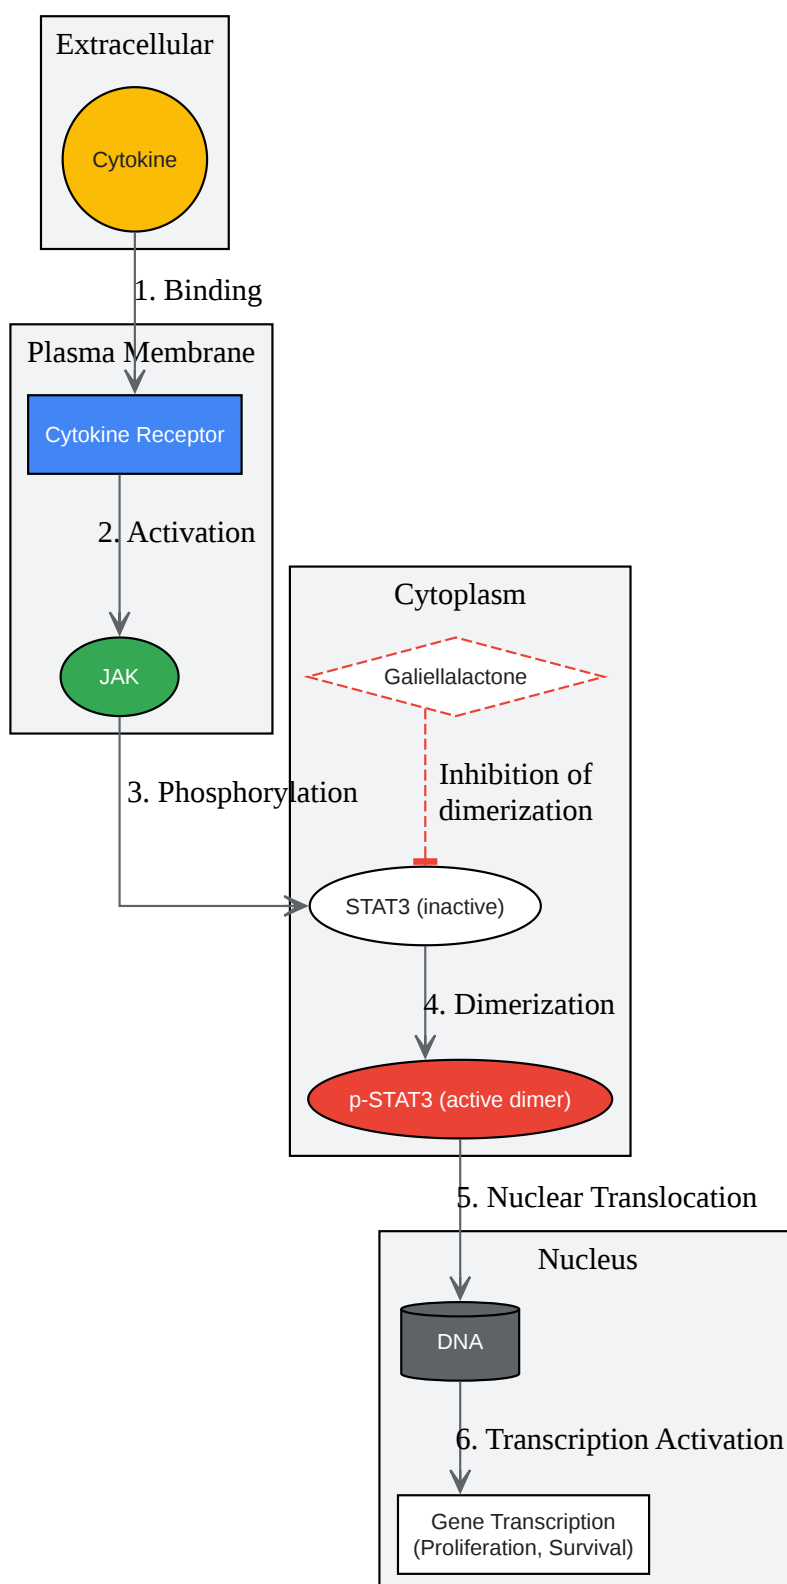 Extracellular
Cytokine
1. Binding
Plasma Membrane
Cytokine Receptor
2. Activation
JAK
3. Phosphorylation
Cytoplasm
Galiellalactone
Inhibition of
dimerization
STAT3 (inactive)
4. Dimerization
p-STAT3 (active dimer)
5. Nuclear Translocation
Nucleus
DNA
6. Transcription Activation
Gene Transcription
(Proliferation, Survival)